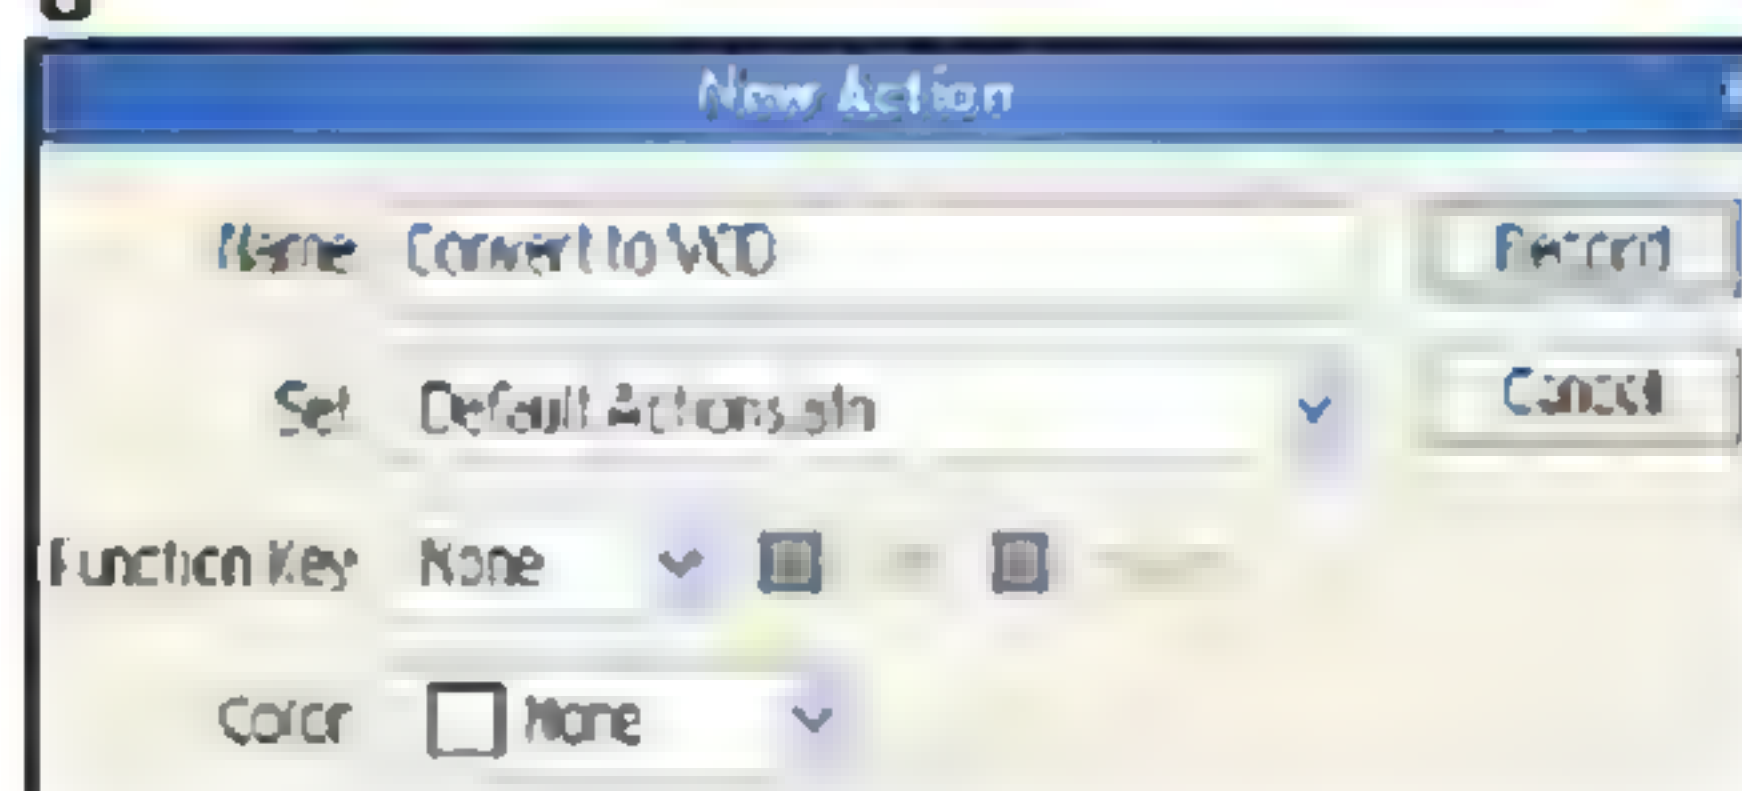 New Action
Name Convert to VCD Record
Set Default Actions.atn Cancel
Function Key None
Color None